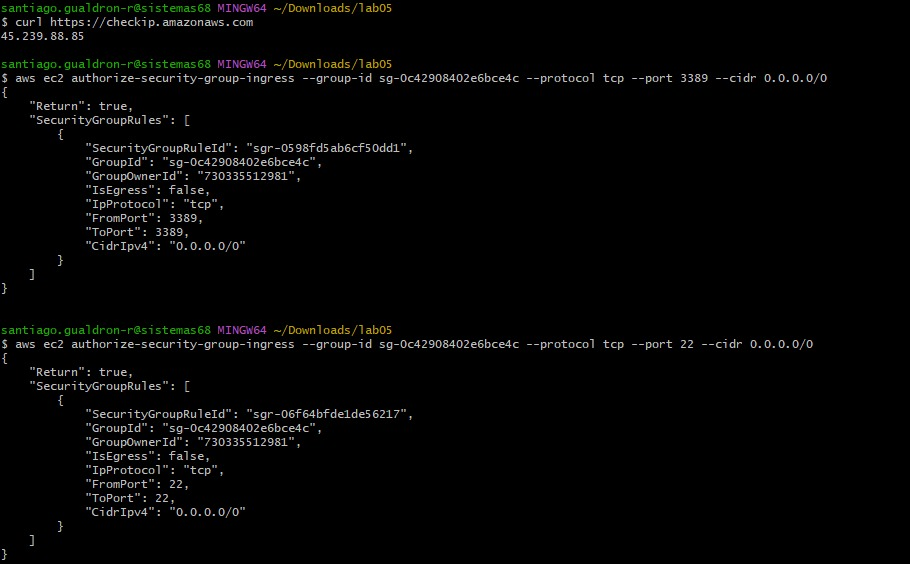 santiago.gualdron-r@sistemas68 MINGW64 ~/Downloads/lab05
$ curl https://checkip.amazonaws.com
45.239.88.85
santiago.gualdron-r@sistemas68 MINGW64 ~/Downloads/lab05
$ aws ec2 authorize-security-group-ingress --group-id sg-0c42908402e6bce4c --protocol tcp --port 3389 --cidr 0.0.0.0/0
{
    "Return": true,
    "SecurityGroupRules": [
        {
            "SecurityGroupRuleId": "sgr-0598fd5ab6cf50dd1",
            "GroupId": "sg-0c42908402e6bce4c",
            "GroupOwnerId": "730335512981",
            "IsEgress": false,
            "IpProtocol": "tcp",
            "FromPort": 3389,
            "ToPort": 3389,
            "CidrIpv4": "0.0.0.0/0"
        }
    ]
}
santiago.gualdron-r@sistemas68 MINGW64 ~/Downloads/lab05
$ aws ec2 authorize-security-group-ingress --group-id sg-0c42908402e6bce4c --protocol tcp --port 22 --cidr 0.0.0.0/0
{
    "Return": true,
    "SecurityGroupRules": [
        {
            "SecurityGroupRuleId": "sgr-06f64bfde1de56217",
            "GroupId": "sg-0c42908402e6bce4c",
            "GroupOwnerId": "730335512981",
            "IsEgress": false,
            "IpProtocol": "tcp",
            "FromPort": 22,
            "ToPort": 22,
            "CidrIpv4": "0.0.0.0/0"
        }
    ]
}